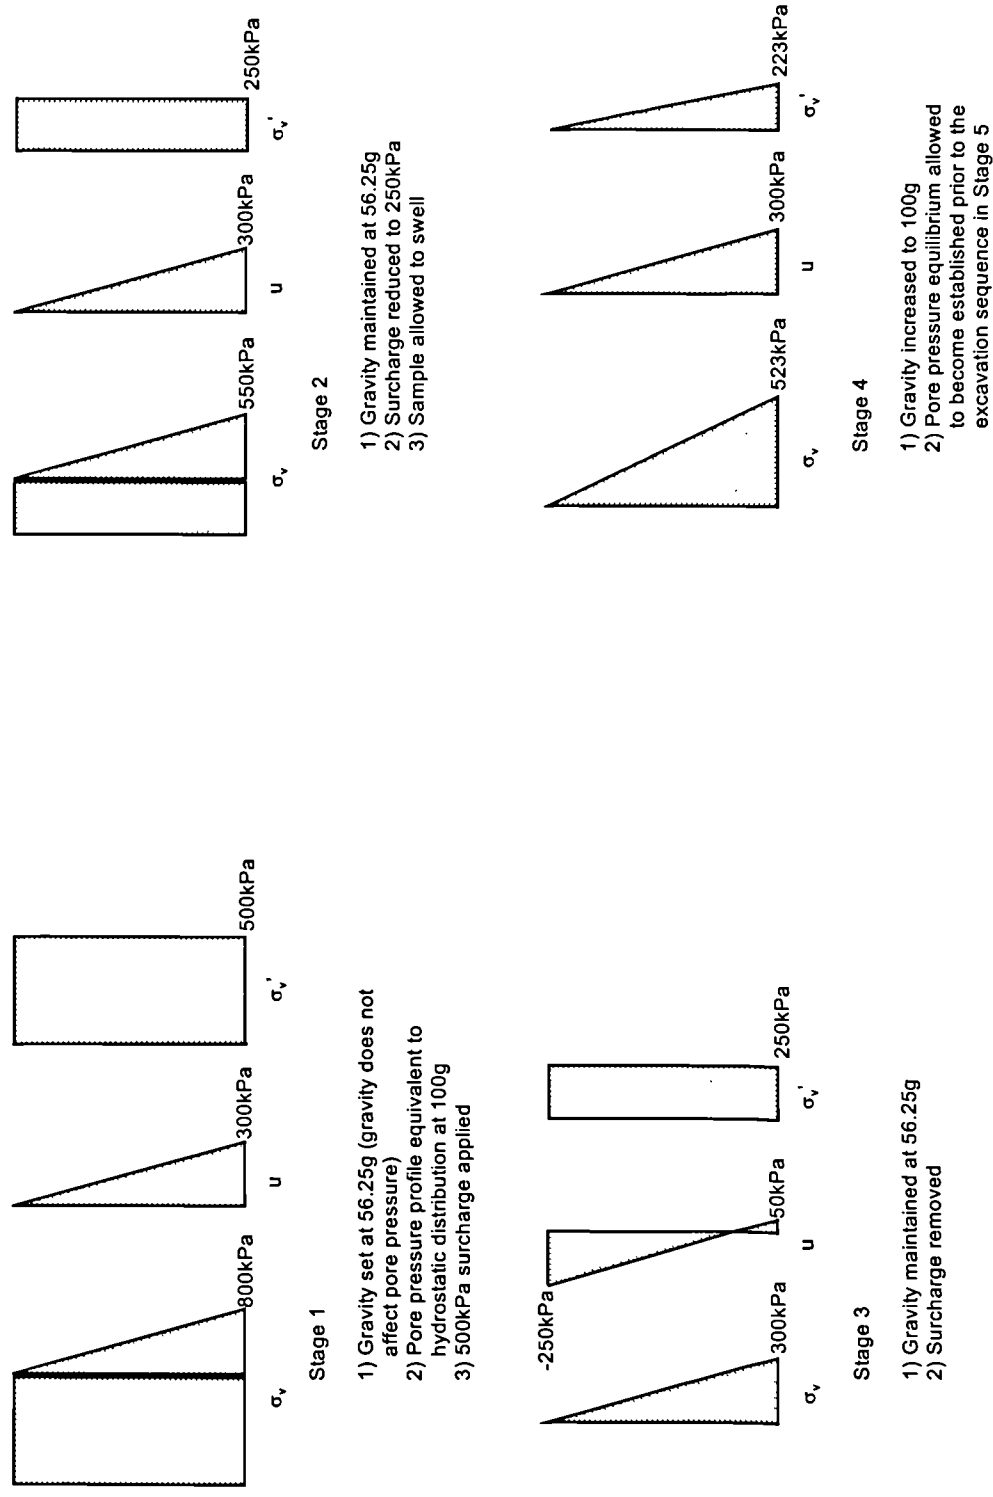 800kPa
300kPa
500kPa
σv
u
σv'
Stage 1
1) Gravity set at 56.25g (gravity does not
affect pore pressure)
2) Pore pressure profile equivalent to
hydrostatic distribution at 100g
3) 500kPa surcharge applied
550kPa
300kPa
250kPa
σv
u
σv'
Stage 2
1) Gravity maintained at 56.25g
2) Surcharge reduced to 250kPa
3) Sample allowed to swell
-250kPa
300kPa
50kPa
250kPa
σv
u
σv'
Stage 3
1) Gravity maintained at 56.25g
2) Surcharge removed
523kPa
300kPa
223kPa
σv
u
σv'
Stage 4
1) Gravity increased to 100g
2) Pore pressure equilibrium allowed
to become established prior to the
excavation sequence in Stage 5